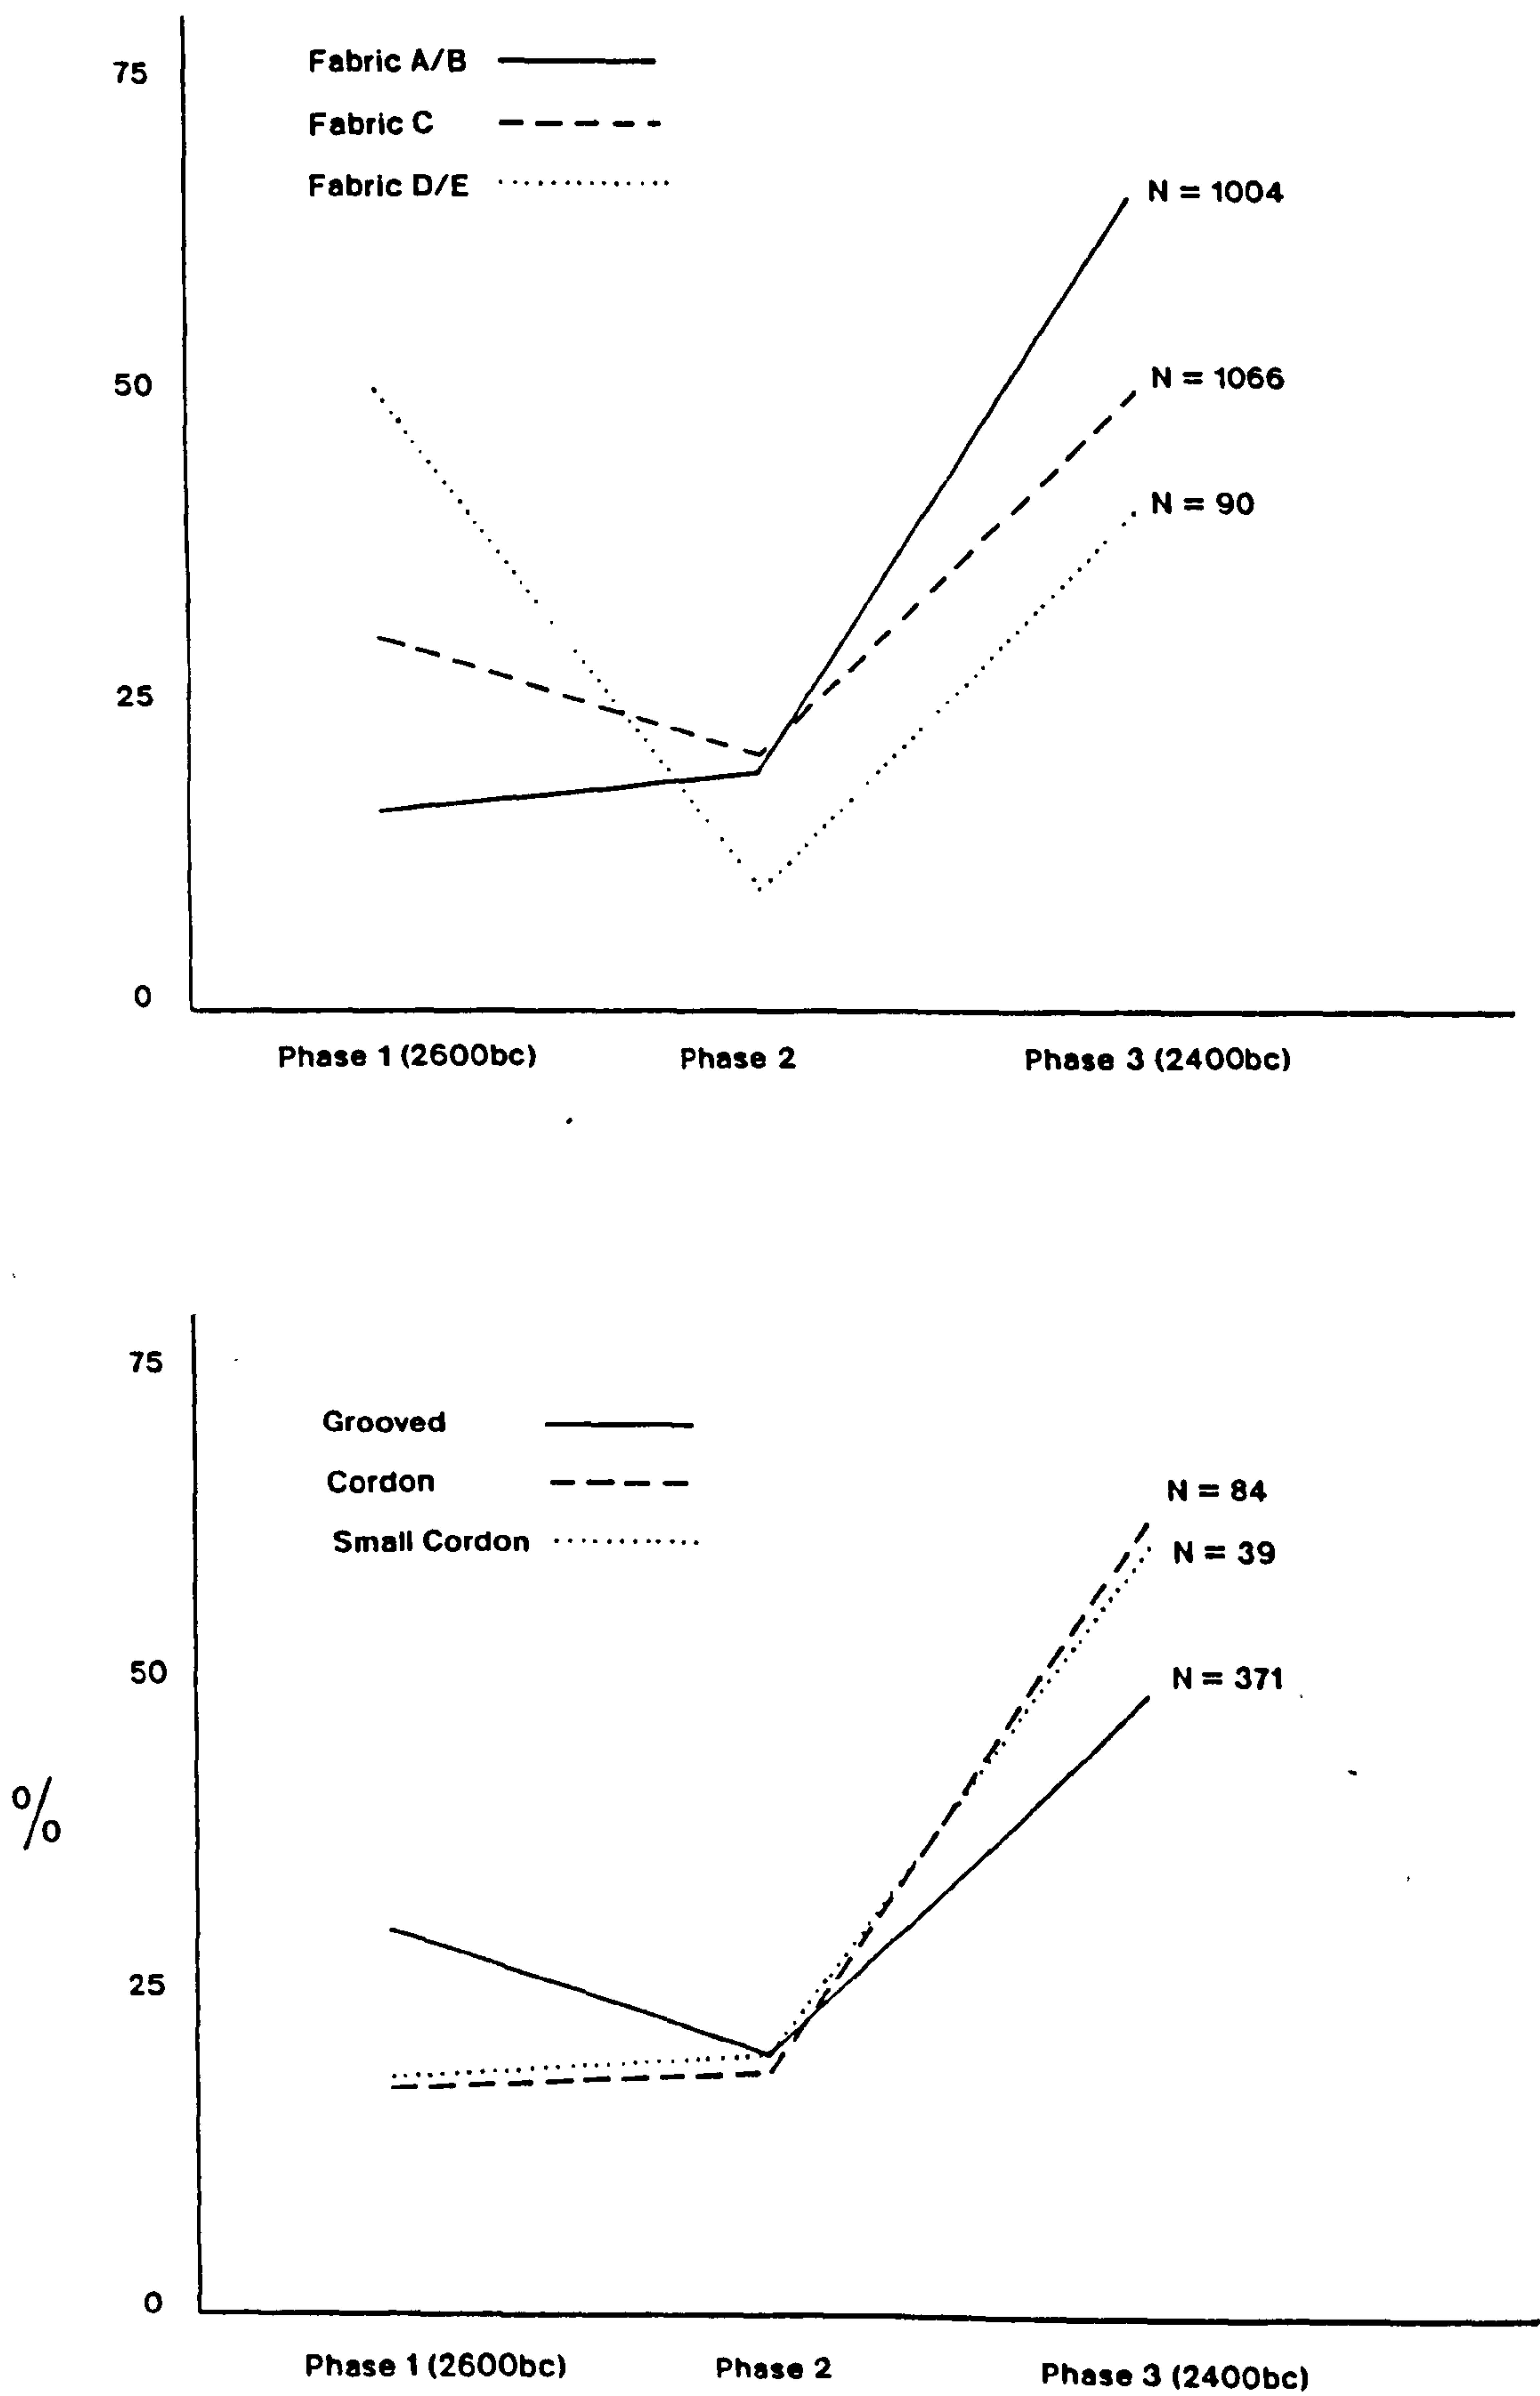 75
Fabric A/B
Fabric C
Fabric D/E
N = 1004
50
N = 1066
N = 90
25
0
Phase 1 (2600bc) Phase 2 Phase 3 (2400bc)
75
Grooved
Cordon
Small Cordon
N = 84
N = 39
50
N = 371
%
25
0
Phase 1 (2600bc) Phase 2 Phase 3 (2400bc)